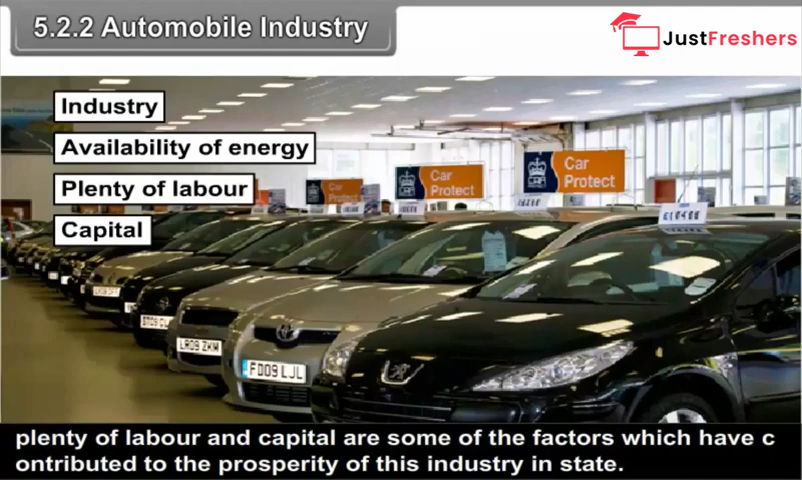 5.2.2 Automobile Industry
JustFreshers
Industry
Availability of energy
Plenty of labour
Capital
Car
Protect
Car
Protect
FD09 LJL
plenty of labour and capital are some of the factors which have c
ontributed to the prosperity of this industry in state.